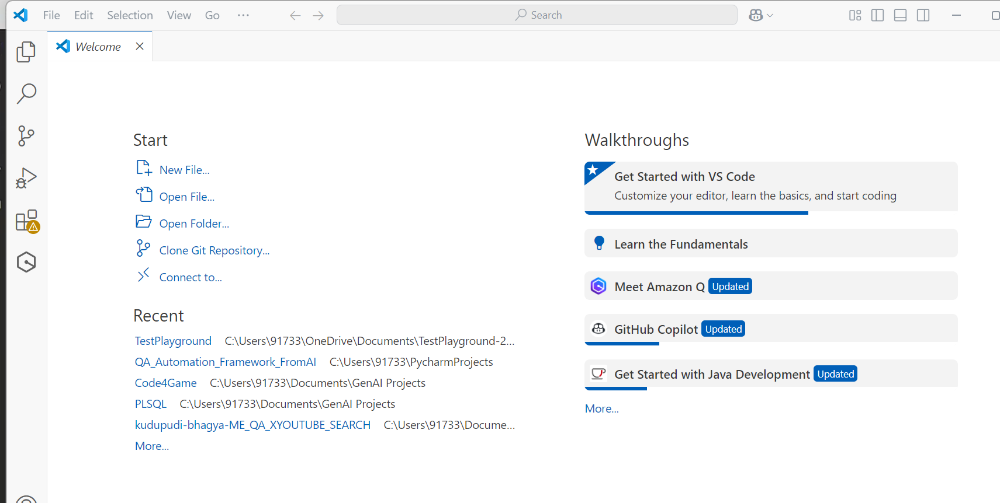 File Edit Selection View Go ··· Search
Welcome
Start
New File...
Open File...
Open Folder...
Clone Git Repository...
Connect to...
Recent
TestPlayground C:\Users\91733\OneDrive\Documents\TestPlayground-2...
QA_Automation_Framework_FromAI C:\Users\91733\PycharmProjects
Code4Game C:\Users\91733\Documents\GenAI Projects
PLSQL C:\Users\91733\Documents\GenAI Projects
kudupudi-bhagya-ME_QA_XYOUTUBE_SEARCH C:\Users\91733\Docume...
More...
Walkthroughs
Get Started with VS Code
Customize your editor, learn the basics, and start coding
Learn the Fundamentals
Meet Amazon Q Updated
GitHub Copilot Updated
Get Started with Java Development Updated
More...